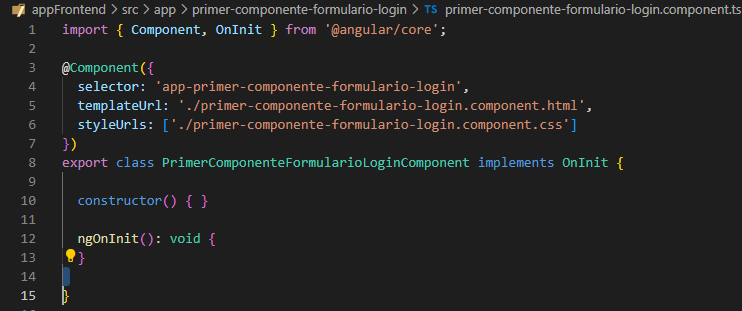 appFrontend > src > app > primer-componente-formulario-login > TS primer-componente-formulario-login.component.ts
1 import { Component, OnInit } from '@angular/core';
2
3 @Component({
4   selector: 'app-primer-componente-formulario-login',
5   templateUrl: './primer-componente-formulario-login.component.html',
6   styleUrls: ['./primer-componente-formulario-login.component.css']
7 })
8 export class PrimerComponenteFormularioLoginComponent implements OnInit {
9
10   constructor() { }
11
12   ngOnInit(): void {
13   }
14
15 }